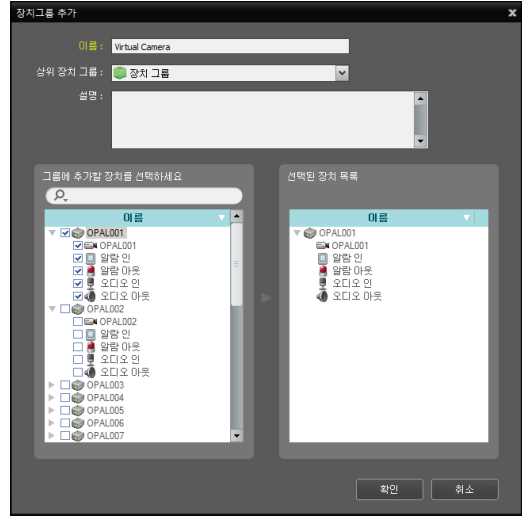 장치그룹 추가
이름 :
Virtual Camera
상위 장치 그룹 :
장치 그룹
설명 :
그룹에 추가할 장치를 선택하세요
이름
OPAL001
OPAL001
알람 인
알람 아웃
오디오 인
오디오 아웃
OPAL002
OPAL002
알람 인
알람 아웃
오디오 인
오디오 아웃
OPAL003
OPAL004
OPAL005
OPAL006
OPAL007
선택된 장치 목록
이름
OPAL001
OPAL001
알람 인
알람 아웃
오디오 인
오디오 아웃
확인
취소